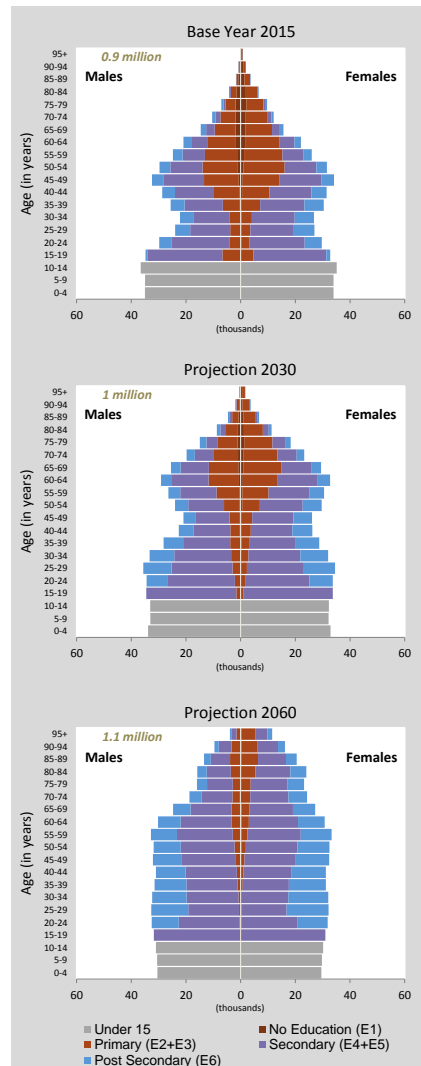 Base Year 2015
0.9 million
Males Females
Age (in years)
95+
90-94
85-89
80-84
75-79
70-74
65-69
60-64
55-59
50-54
45-49
40-44
35-39
30-34
25-29
20-24
15-19
10-14
5-9
0-4
60 40 20 0 20 40 60
(thousands)
Projection 2030
1 million
Males Females
Age (in years)
95+
90-94
85-89
80-84
75-79
70-74
65-69
60-64
55-59
50-54
45-49
40-44
35-39
30-34
25-29
20-24
15-19
10-14
5-9
0-4
60 40 20 0 20 40 60
(thousands)
Projection 2060
1.1 million
Males Females
Age (in years)
95+
90-94
85-89
80-84
75-79
70-74
65-69
60-64
55-59
50-54
45-49
40-44
35-39
30-34
25-29
20-24
15-19
10-14
5-9
0-4
60 40 20 0 20 40 60
(thousands)
Under 15 No Education (E1)
Primary (E2+E3) Secondary (E4+E5)
Post Secondary (E6)